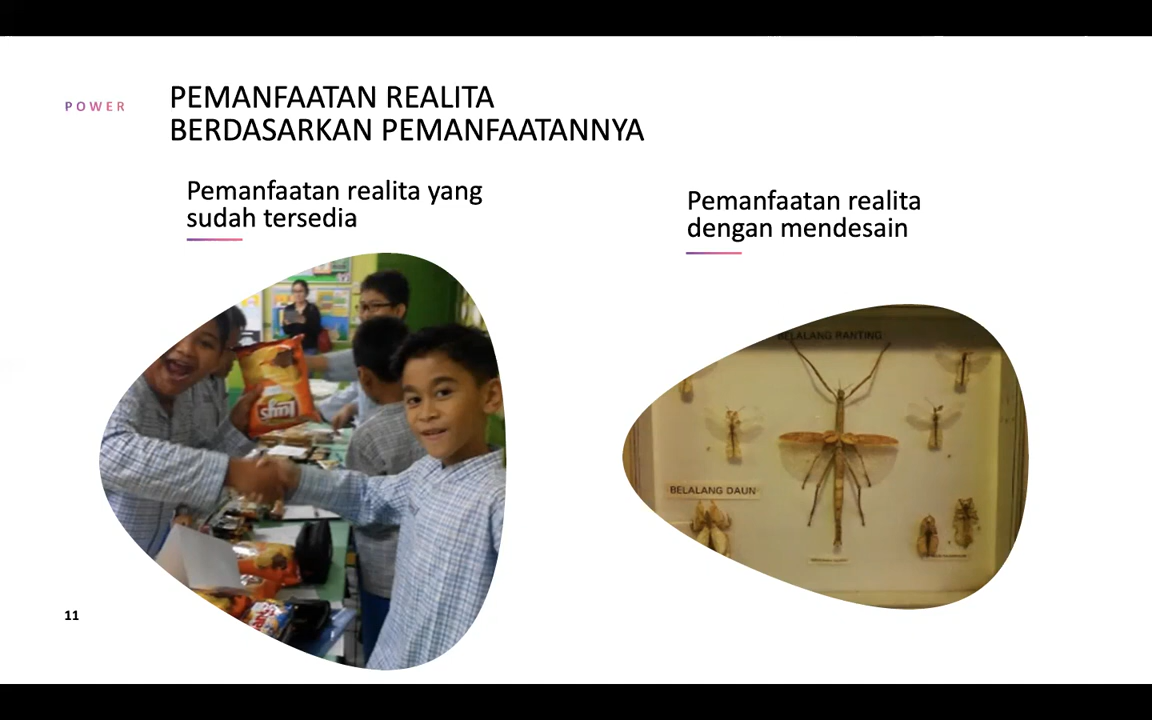 POWER
PEMANFAATAN REALITA
BERDASARKAN PEMANFAATANNYA
Pemanfaatan realita yang
sudah tersedia
Pemanfaatan realita
dengan mendesain
BELALANG RANTING
BELALANG DAUN
11